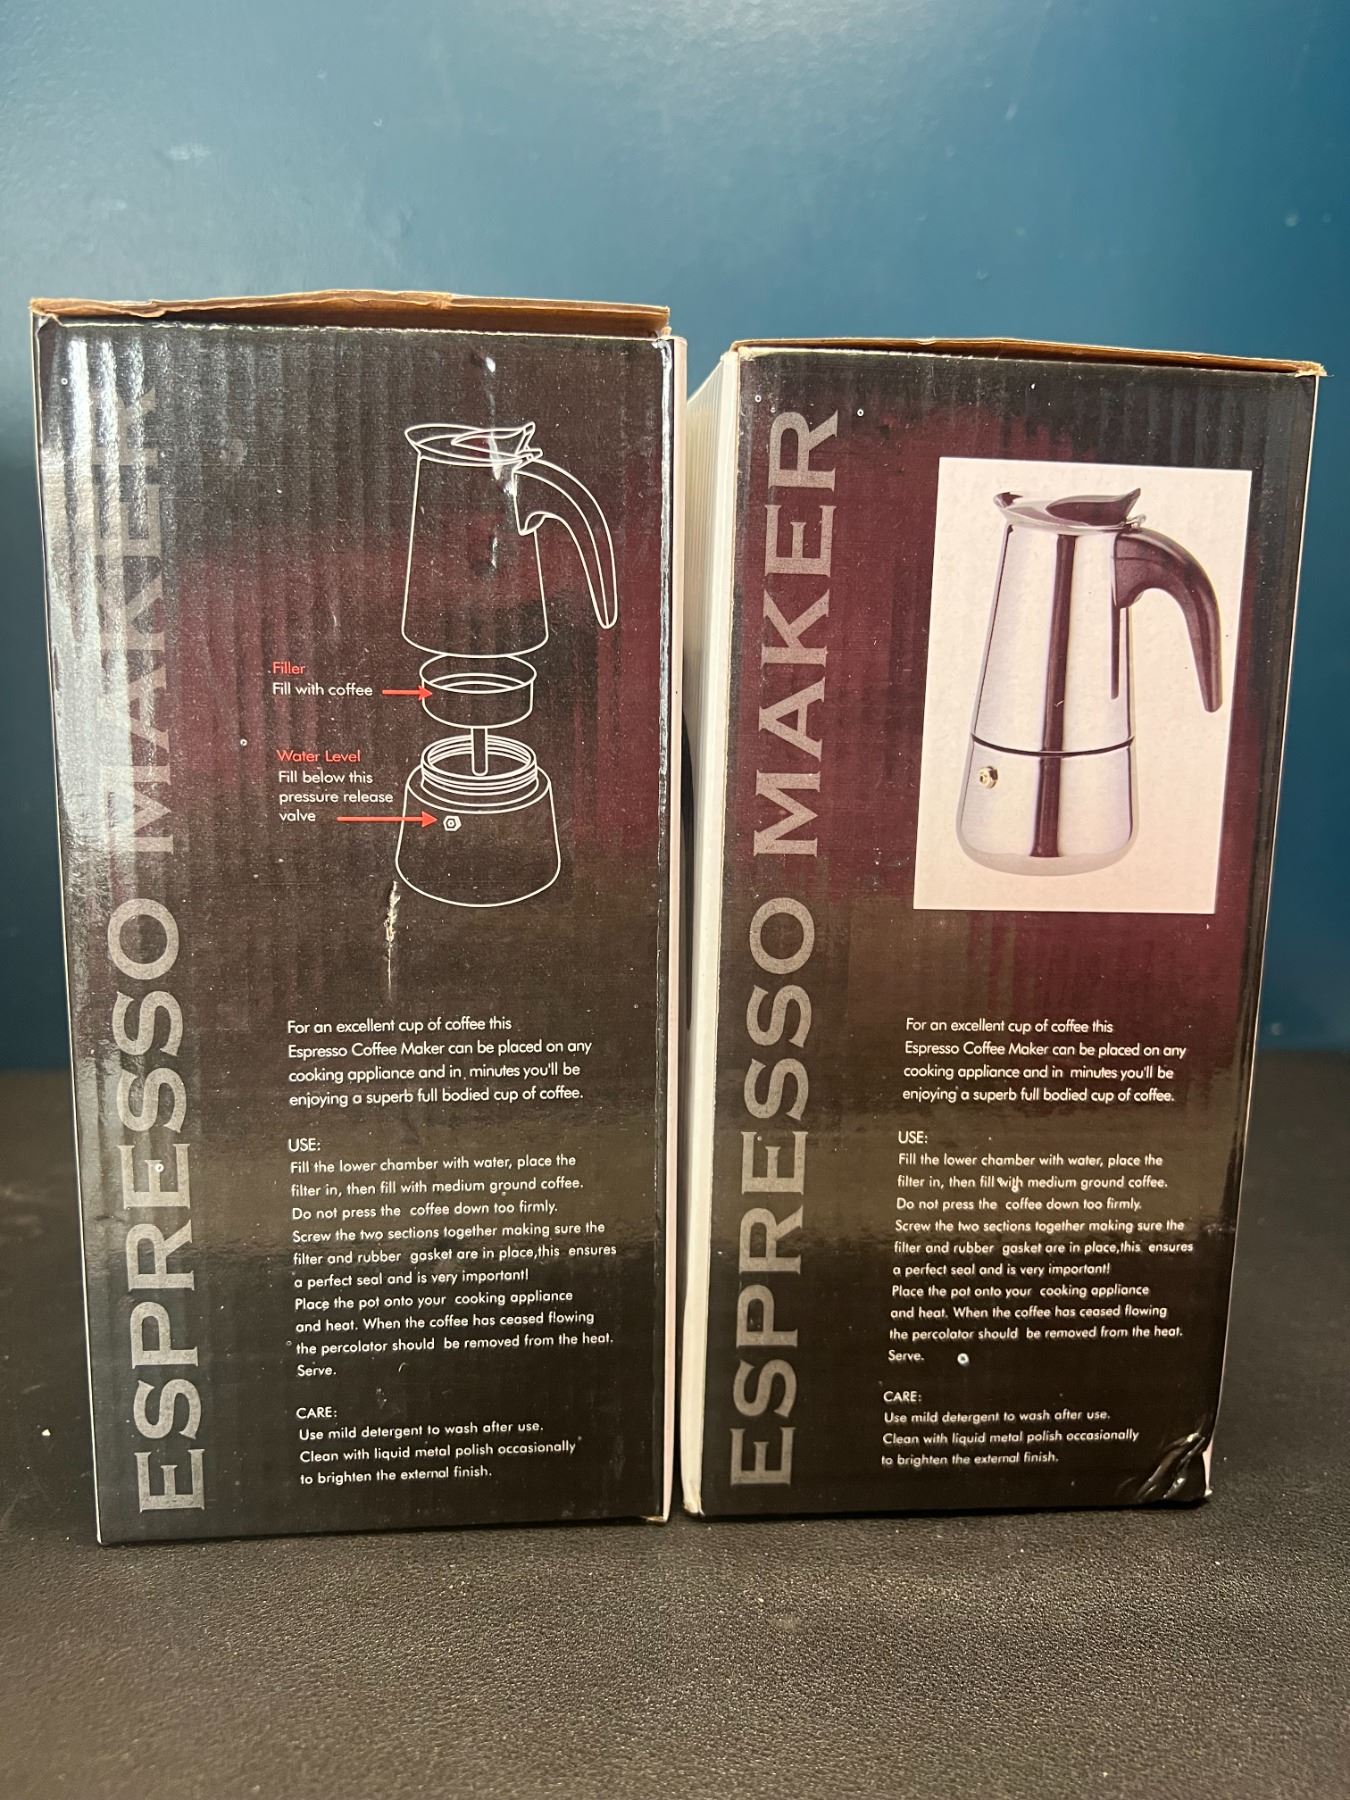 ESPRESSO MAKER
Filler
Fill with coffee
Water Level
Fill below this
pressure release
valve
For an excellent cup of coffee this
Espresso Coffee Maker can be placed on any
cooking appliance and in minutes you'll be
enjoying a superb full bodied cup of coffee.
USE:
Fill the lower chamber with water, place the
filter in, then fill with medium ground coffee.
Do not press the coffee down too firmly.
Screw the two sections together making sure the
filter and rubber gasket are in place,this ensures
a perfect seal and is very important!
Place the pot onto your cooking appliance
and heat. When the coffee has ceased flowing
the percolator should be removed from the heat.
Serve.
CARE:
Use mild detergent to wash after use.
Clean with liquid metal polish occasionally
to brighten the external finish.
ESPRESSO MAKER
For an excellent cup of coffee this
Espresso Coffee Maker can be placed on any
cooking appliance and in minutes you'll be
enjoying a superb full bodied cup of coffee.
USE:
Fill the lower chamber with water, place the
filter in, then fill with medium ground coffee.
Do not press the coffee down too firmly.
Screw the two sections together making sure the
filter and rubber gasket are in place,this ensures
a perfect seal and is very important!
Place the pot onto your cooking appliance
and heat. When the coffee has ceased flowing
the percolator should be removed from the heat.
Serve.
CARE:
Use mild detergent to wash after use.
Clean with liquid metal polish occasionally
to brighten the external finish.